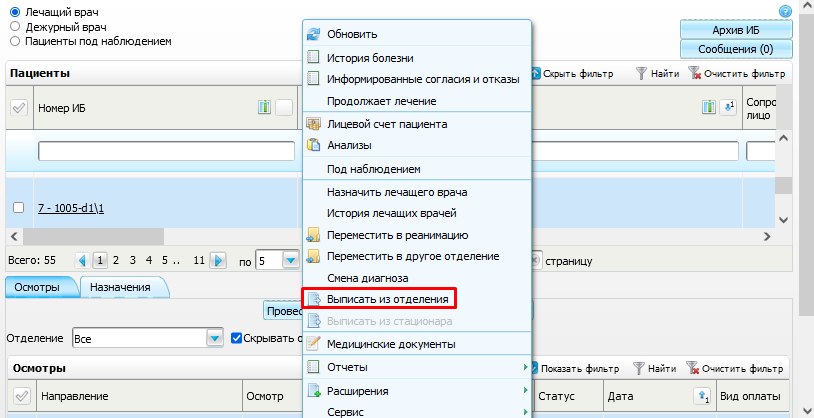 Лечащий врач
Дежурный врач
Пациенты под наблюдением
Архив ИБ
Сообщения (0)
Пациенты
Скрыть фильтр
Найти
Очистить фильтр
Номер ИБ
1
Сопро
лицо
7 - 1005-d1\1
Всего: 55
1 2 3 4 5 .. 11
по 5
страницу
Осмотры
Назначения
Провес
Отделение
Все
Скрывать о
Осмотры
Показать фильтр
Найти
Очистить фильтр
Направление
Осмотр
Статус
Дата
1
Вид оплаты
Обновить
История болезни
Информированные согласия и отказы
Продолжает лечение
Лицевой счет пациента
Анализы
Под наблюдением
Назначить лечащего врача
История лечащих врачей
Переместить в реанимацию
Переместить в другое отделение
Смена диагноза
Выписать из отделения
Выписать из стационара
Медицинские документы
Отчеты
Расширения
Сервис